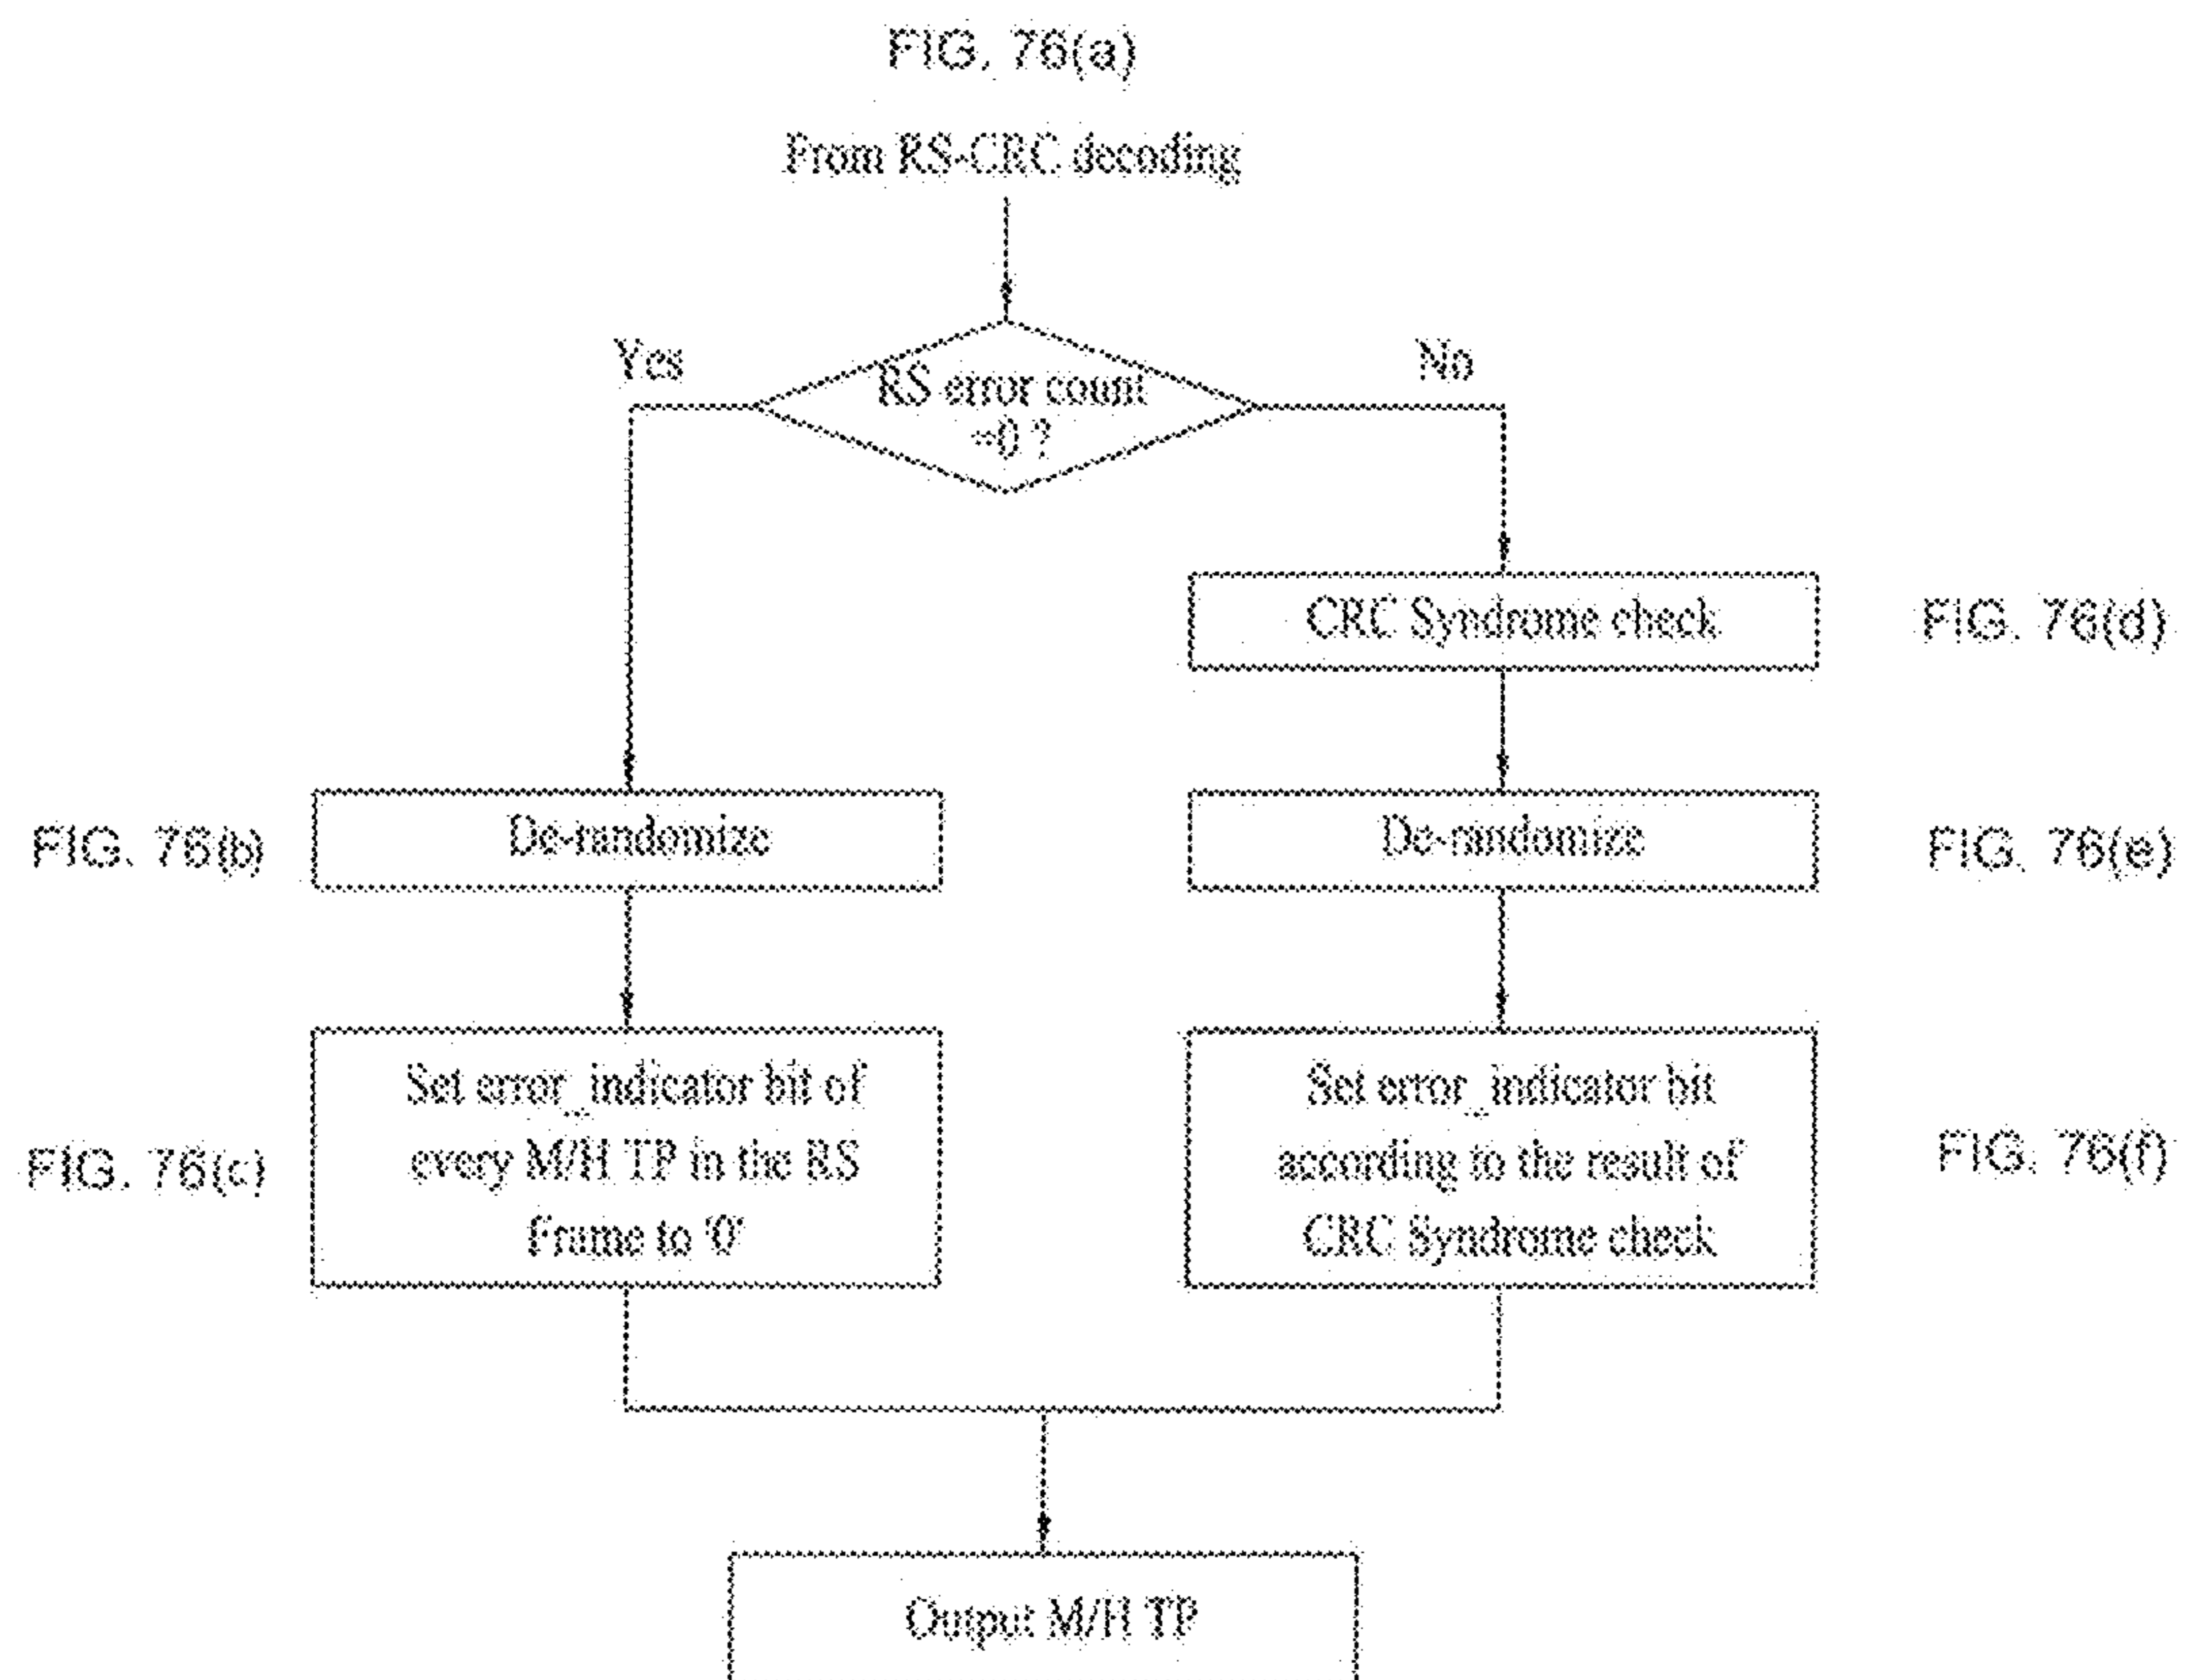 FIG. 76(a)
From RS-CRC decoding
Yes
No
RS error count
=0 ?
CRC Syndrome check
FIG. 76(d)
FIG. 76(b)
De-randomize
De-randomize
FIG. 76(e)
Set error_indicator bit of
every M/H TP in the RS
Frame to '0'
FIG. 76(c)
Set error_indicator bit
according to the result of
CRC Syndrome check
FIG. 76(f)
Output M/H TP